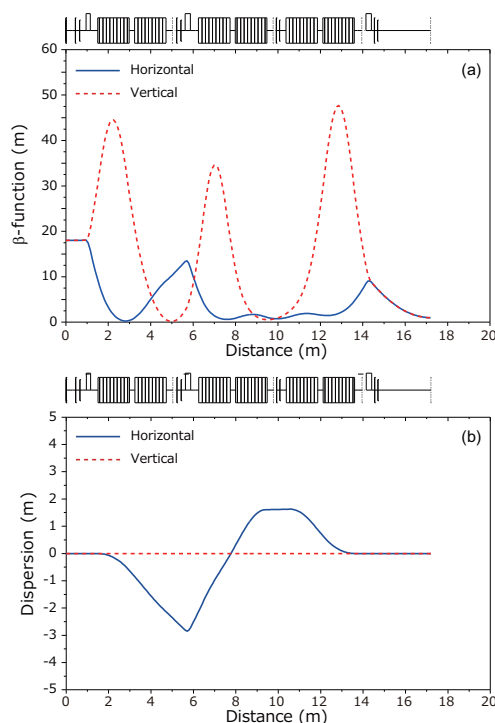 60
(a)
Horizontal
50
Vertical
40
β-function (m)
30
20
10
0
0 2 4 6 8 10 12 14 16 18 20
Distance (m)
5
(b)
4
Horizontal
3
Vertical
2
1
Dispersion (m)
0
-1
-2
-3
-4
-5
0 2 4 6 8 10 12 14 16 18 20
Distance (m)